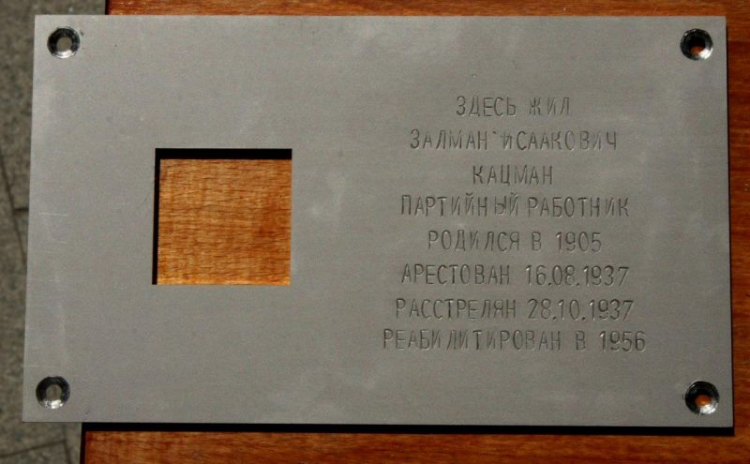 ЗДЕСЬ ЖИЛ
ЗАЛМАН ИСААКОВИЧ
КАЦМАН
ПАРТИЙНЫЙ РАБОТНИК
РОДИЛСЯ В 1905
АРЕСТОВАН 16.08.1937
РАССТРЕЛЯН 28.10.1937
РЕАБИЛИТИРОВАН В 1956